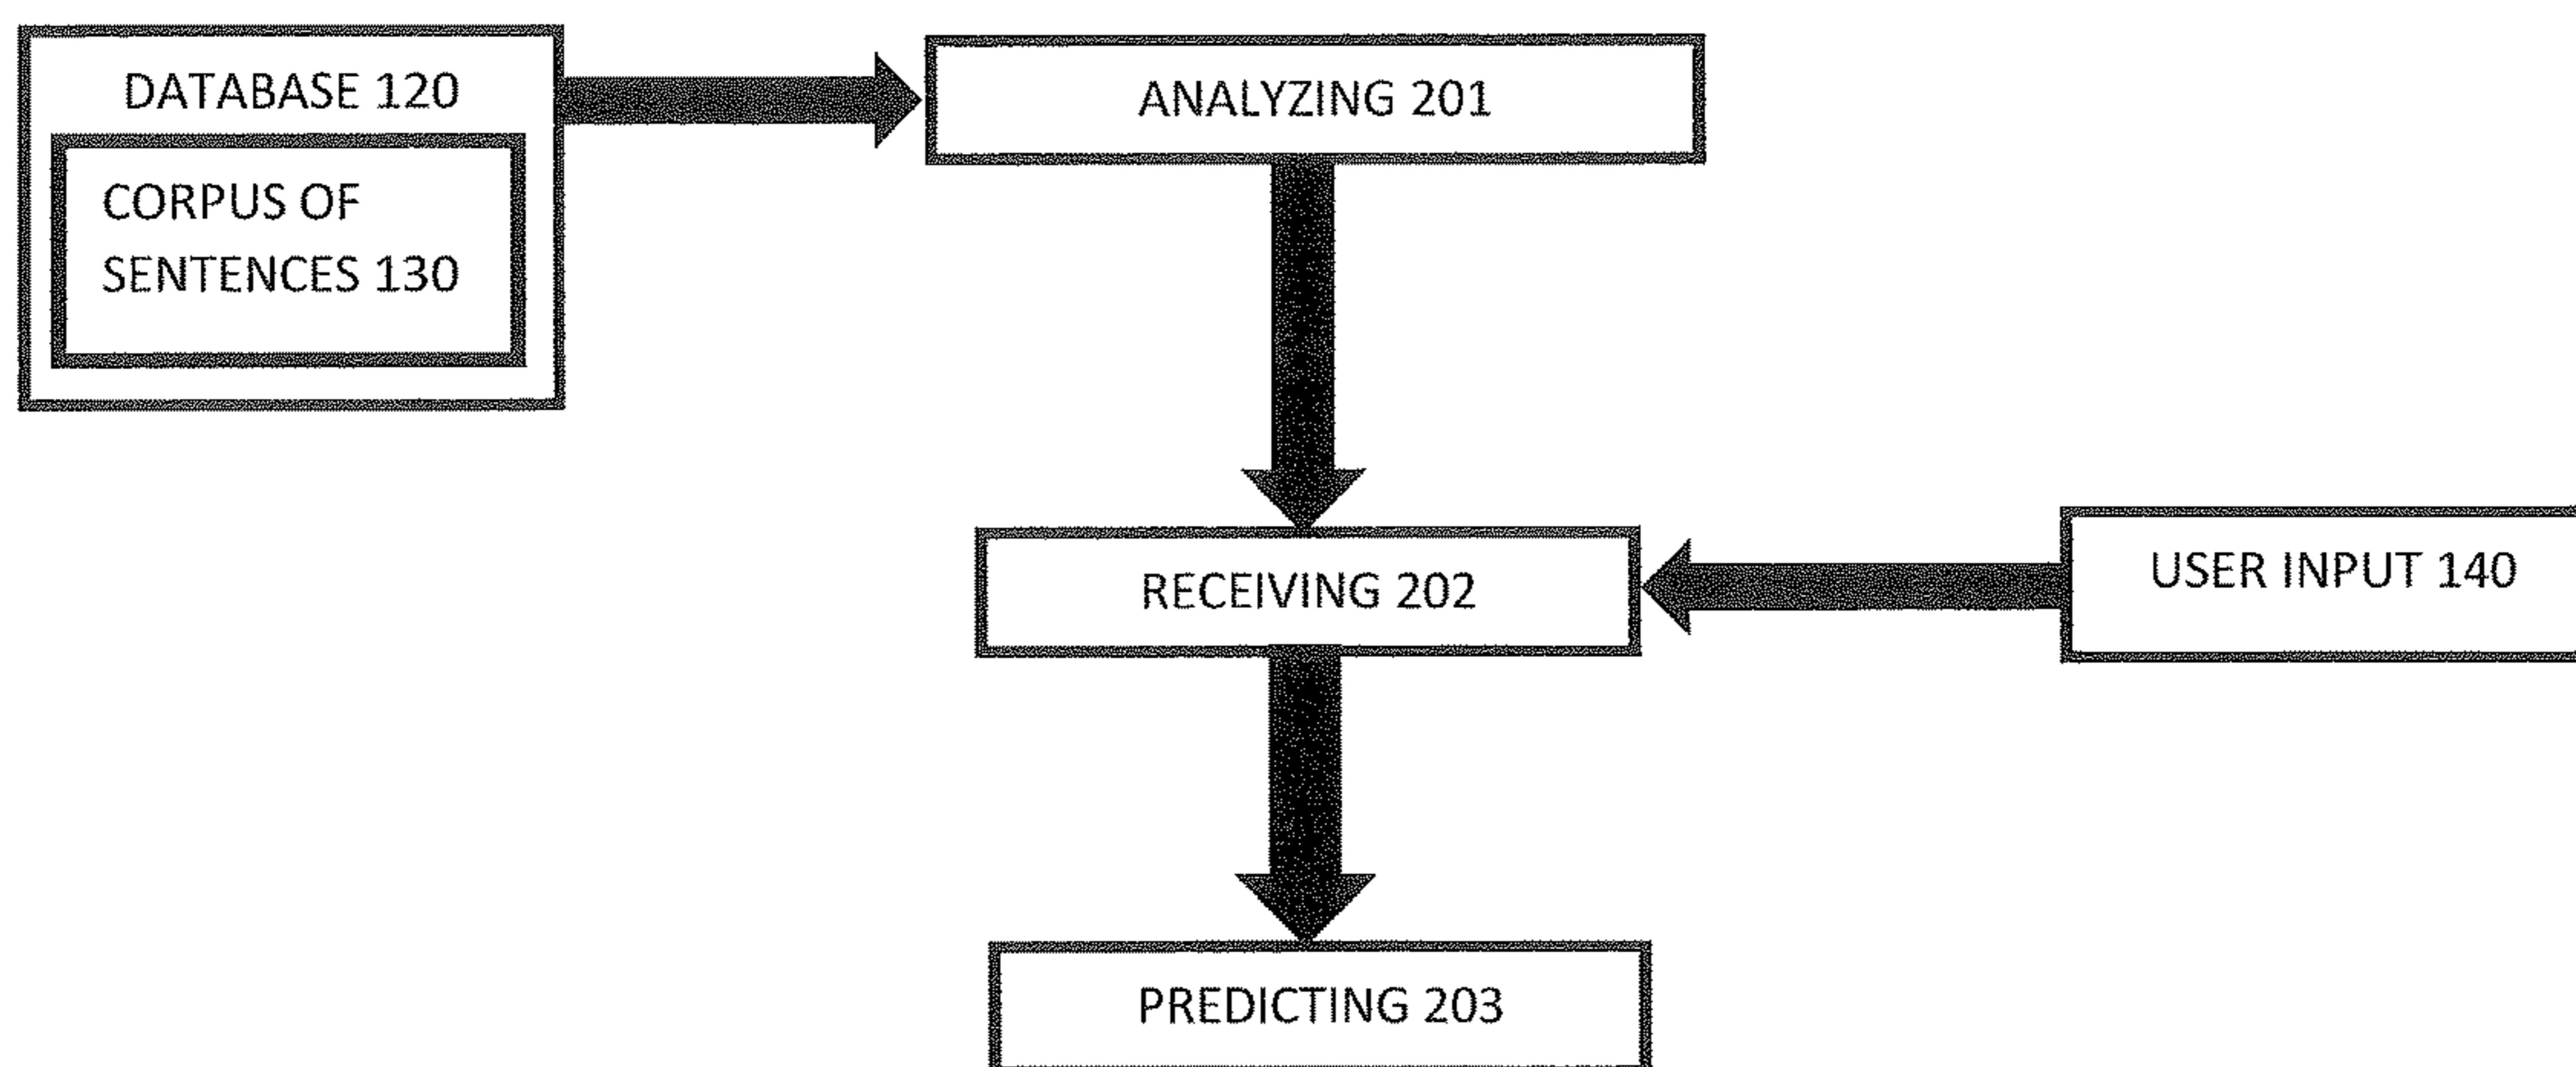 DATABASE 120
CORPUS OF
SENTENCES 130
ANALYZING 201
RECEIVING 202
USER INPUT 140
PREDICTING 203